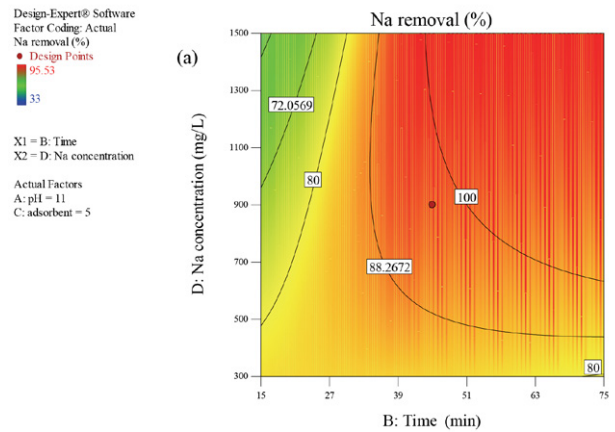 Design-Expert® Software
Factor Coding: Actual
Na removal (%)
Design Points
95.53
33
X1 = B: Time
X2 = D: Na concentration
Actual Factors
A: pH = 11
C: adsorbent = 5
(a)
Na removal (%)
D: Na concentration (mg/L)
1500
1300
1100
900
700
500
300
72.0569
80
88.2672
100
80
15 27 39 51 63 75
B: Time (min)